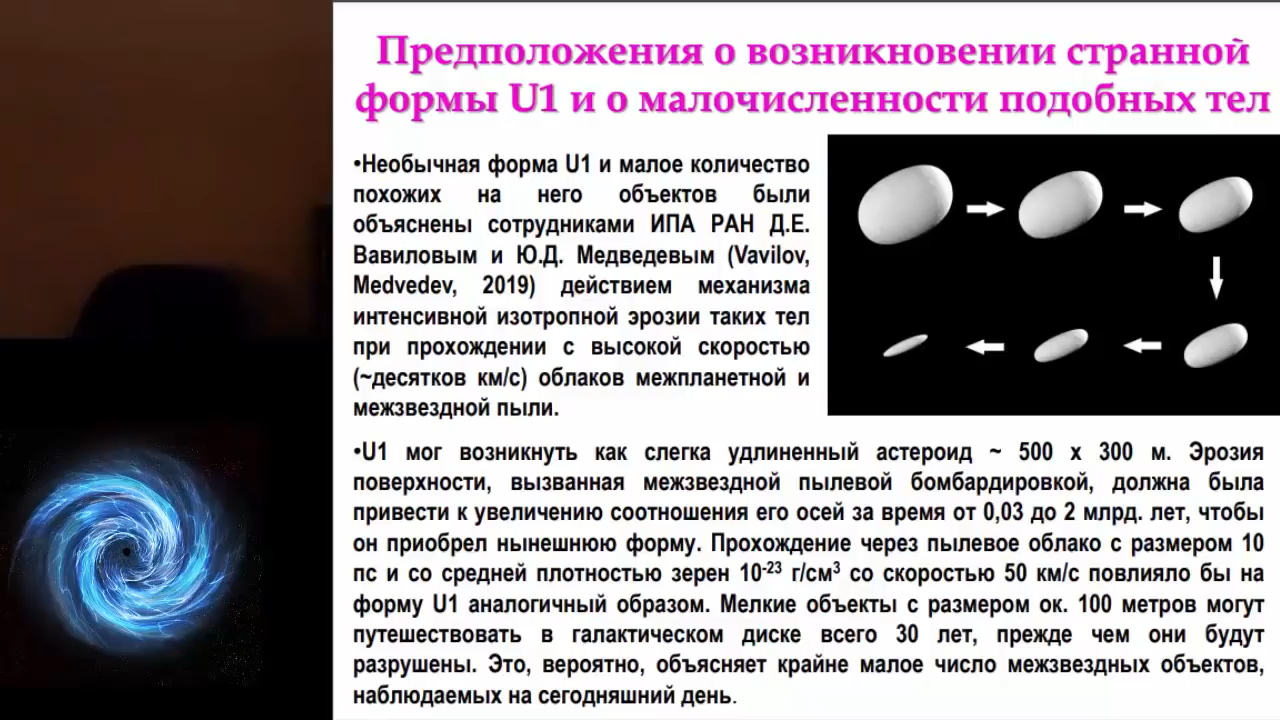 Предположения о возникновении странной
формы U1 и о малочисленности подобных тел
•Необычная форма U1 и малое количество
похожих на него объектов были
объяснены сотрудниками ИПА РАН Д.Е.
Вавиловым и Ю.Д. Медведевым (Vavilov,
Medvedev, 2019) действием механизма
интенсивной изотропной эрозии таких тел
при прохождении с высокой скоростью
(~десятков км/с) облаков межпланетной и
межзвездной пыли.
•U1 мог возникнуть как слегка удлиненный астероид ~ 500 x 300 м. Эрозия
поверхности, вызванная межзвездной пылевой бомбардировкой, должна была
привести к увеличению соотношения его осей за время от 0,03 до 2 млрд. лет, чтобы
он приобрел нынешнюю форму. Прохождение через пылевое облако с размером 10
пс и со средней плотностью зерен 10⁻²³ г/см³ со скоростью 50 км/с повлияло бы на
форму U1 аналогичный образом. Мелкие объекты с размером ок. 100 метров могут
путешествовать в галактическом диске всего 30 лет, прежде чем они будут
разрушены. Это, вероятно, объясняет крайне малое число межзвездных объектов,
наблюдаемых на сегодняшний день.